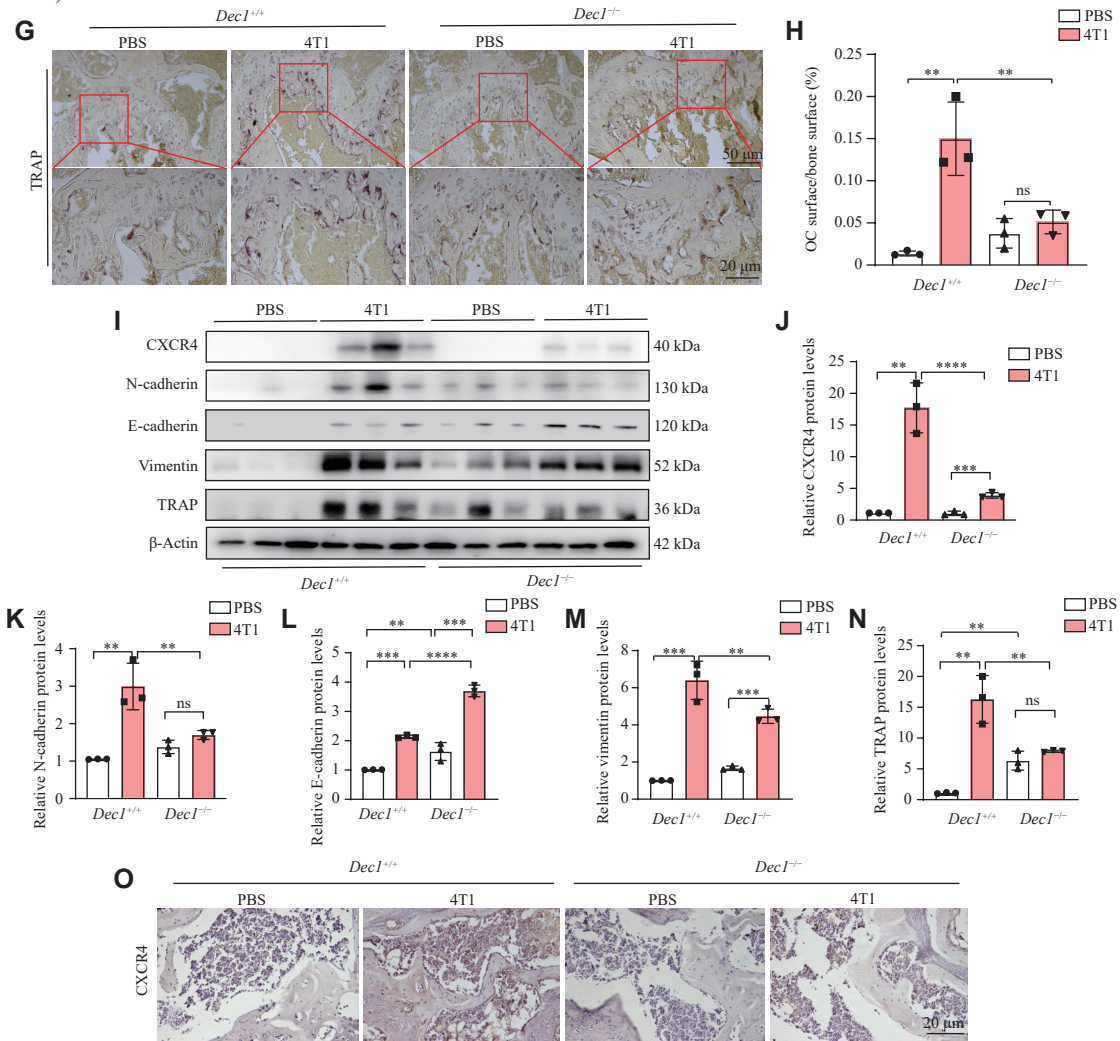 G
Dec1+/+
Dec1−/−
PBS
4T1
PBS
4T1
TRAP
50 μm
20 μm
H
PBS
4T1
OC surface/bone surface (%)
0.20
0.15
0.10
0.05
0
**
**
ns
Dec1+/+
Dec1−/−
I
PBS
4T1
PBS
4T1
CXCR4
40 kDa
N-cadherin
130 kDa
E-cadherin
120 kDa
Vimentin
52 kDa
TRAP
36 kDa
β-Actin
42 kDa
Dec1+/+
Dec1−/−
J
PBS
4T1
Relative CXCR4 protein levels
25
20
15
10
5
0
**
****
***
Dec1+/+
Dec1−/−
K
PBS
4T1
Relative N-cadherin protein levels
4
3
2
1
0
**
**
ns
Dec1+/+
Dec1−/−
L
PBS
4T1
Relative E-cadherin protein levels
5
4
3
2
1
0
**
***
***
****
Dec1+/+
Dec1−/−
M
PBS
4T1
Relative vimentin protein levels
8
6
4
2
0
***
**
***
Dec1+/+
Dec1−/−
N
PBS
4T1
Relative TRAP protein levels
25
20
15
10
5
0
**
**
**
ns
Dec1+/+
Dec1−/−
O
Dec1+/+
Dec1−/−
PBS
4T1
PBS
4T1
CXCR4
20 μm